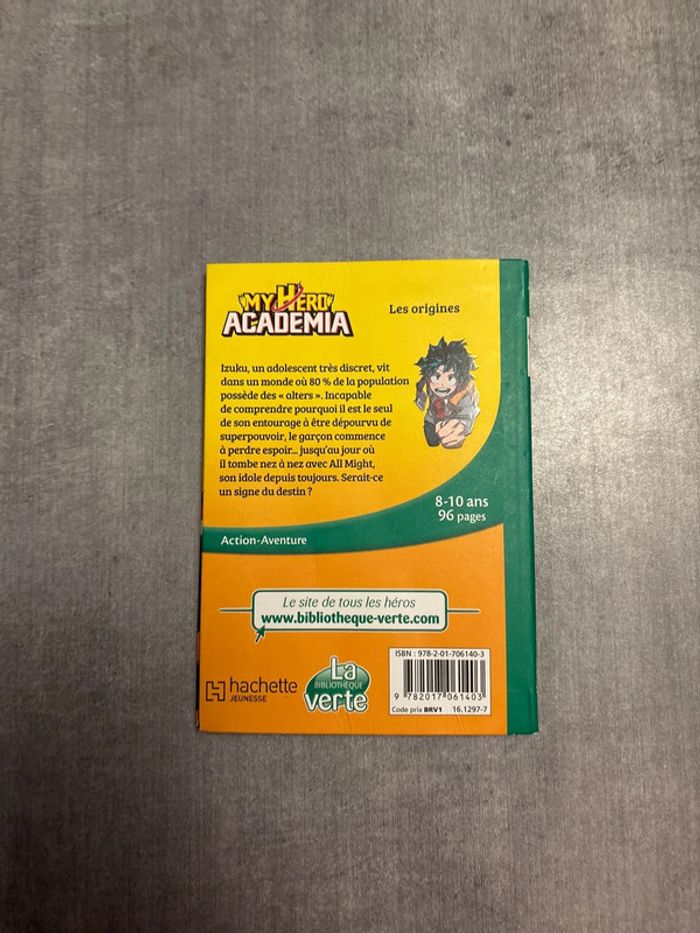 MY HERO
ACADEMIA
Les origines
Izuku, un adolescent très discret, vit
dans un monde où 80 % de la population
possède des « alters ». Incapable
de comprendre pourquoi il est le seul
de son entourage à être dépourvu de
superpouvoir, le garçon commence
à perdre espoir... jusqu'au jour où
il tombe nez à nez avec All Might,
son idole depuis toujours. Serait-ce
un signe du destin ?
8-10 ans
96 pages
Action-Aventure
Le site de tous les héros
www.bibliotheque-verte.com
hachette
JEUNESSE
La
BIBLIOTHÈQUE
verte
ISBN : 978-2-01-706140-3
9 782017 061403
Code prix BRV1 16.1297-7